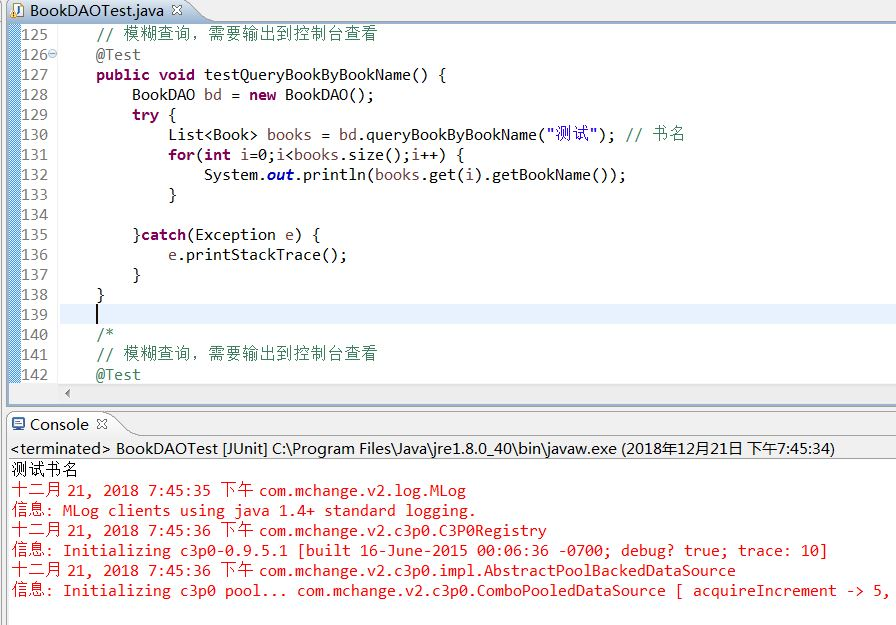 BookDAOTest.java
125 // 模糊查询，需要输出到控制台查看
126 @Test
127 public void testQueryBookByBookName() {
128 BookDAO bd = new BookDAO();
129 try {
130 List<Book> books = bd.queryBookByBookName("测试"); // 书名
131 for(int i=0;i<books.size();i++) {
132 System.out.println(books.get(i).getBookName());
133 }
134
135 }catch(Exception e) {
136 e.printStackTrace();
137 }
138 }
139
140 /*
141 // 模糊查询，需要输出到控制台查看
142 @Test
Console
<terminated> BookDAOTest [JUnit] C:\Program Files\Java\jre1.8.0_40\bin\javaw.exe (2018年12月21日 下午7:45:34)
测试书名
十二月 21, 2018 7:45:35 下午 com.mchange.v2.log.MLog
信息: MLog clients using java 1.4+ standard logging.
十二月 21, 2018 7:45:36 下午 com.mchange.v2.c3p0.C3P0Registry
信息: Initializing c3p0-0.9.5.1 [built 16-June-2015 00:06:36 -0700; debug? true; trace: 10]
十二月 21, 2018 7:45:36 下午 com.mchange.v2.c3p0.impl.AbstractPoolBackedDataSource
信息: Initializing c3p0 pool... com.mchange.v2.c3p0.ComboPooledDataSource [ acquireIncrement -> 5,